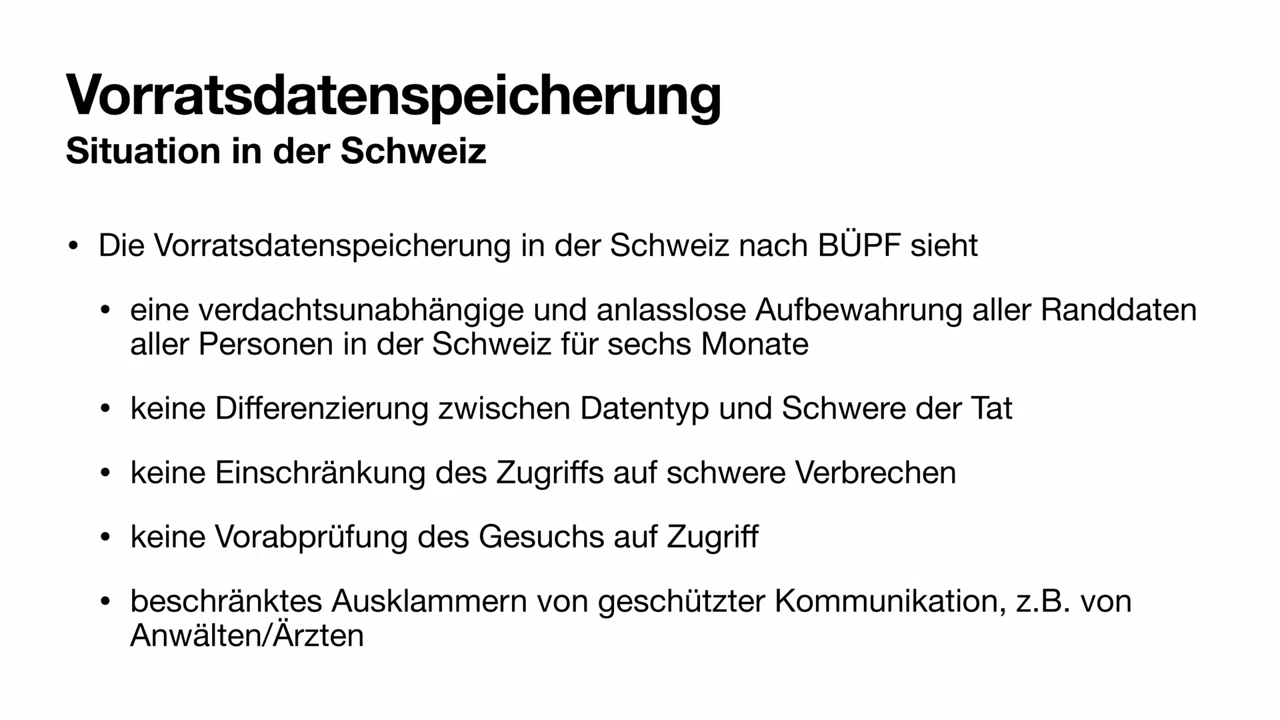 Vorratsdatenspeicherung
Situation in der Schweiz
• Die Vorratsdatenspeicherung in der Schweiz nach BÜPF sieht
• eine verdachtsunabhängige und anlasslose Aufbewahrung aller Randdaten
aller Personen in der Schweiz für sechs Monate
• keine Differenzierung zwischen Datentyp und Schwere der Tat
• keine Einschränkung des Zugriffs auf schwere Verbrechen
• keine Vorabprüfung des Gesuchs auf Zugriff
• beschränktes Ausklammern von geschützter Kommunikation, z.B. von
Anwälten/Ärzten